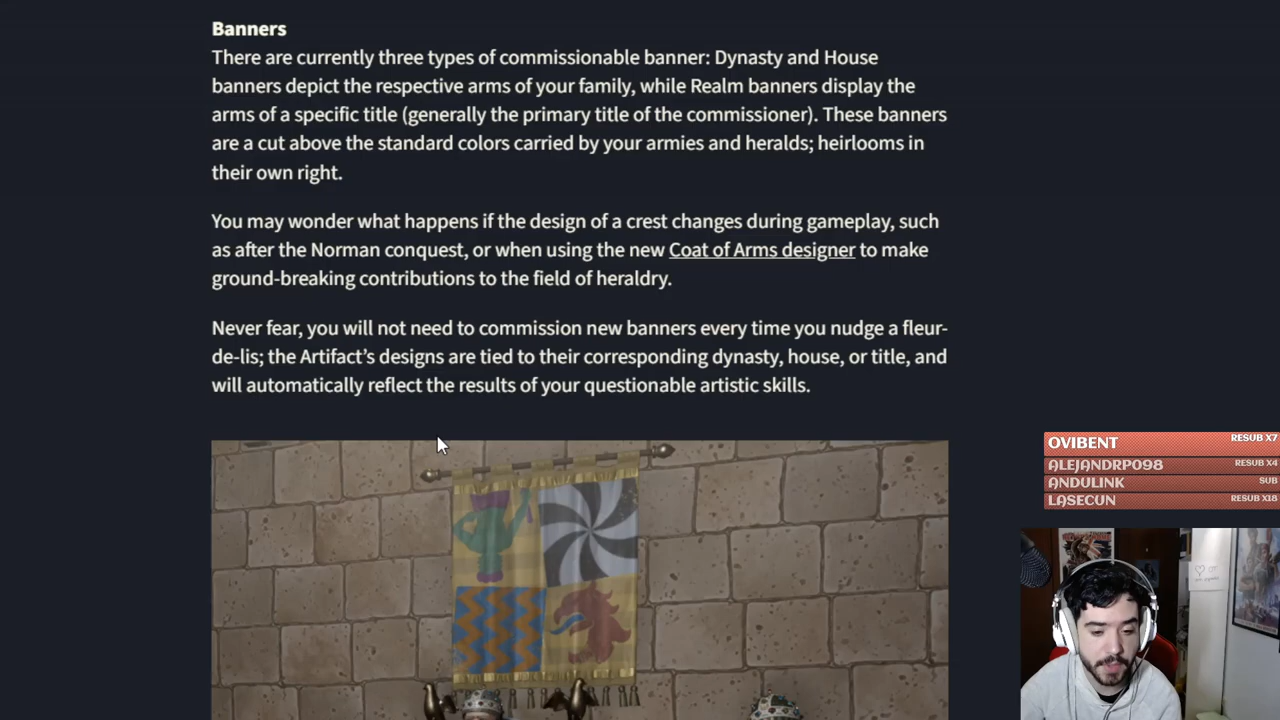 Banners
There are currently three types of commissionable banner: Dynasty and House
banners depict the respective arms of your family, while Realm banners display the
arms of a specific title (generally the primary title of the commissioner). These banners
are a cut above the standard colors carried by your armies and heralds; heirlooms in
their own right.
You may wonder what happens if the design of a crest changes during gameplay, such
as after the Norman conquest, or when using the new Coat of Arms designer to make
ground-breaking contributions to the field of heraldry.
Never fear, you will not need to commission new banners every time you nudge a fleur-
de-lis; the Artifact’s designs are tied to their corresponding dynasty, house, or title, and
will automatically reflect the results of your questionable artistic skills.
OVIBENT RESUB X7
ALEJANDRP098 RESUB X4
ANDULINK SUB
LASECUN RESUB X18